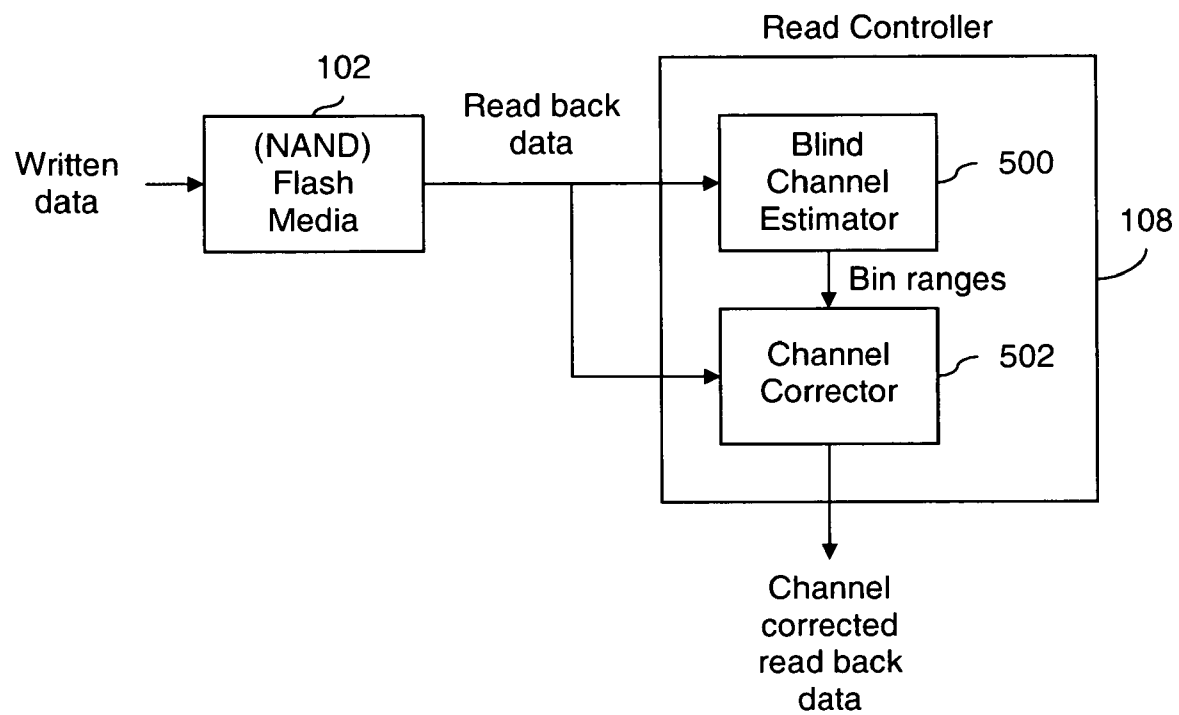 Read Controller
102
Read back
data
Written
data
(NAND)
Flash
Media
Blind
Channel
Estimator
500
108
Bin ranges
Channel
Corrector
502
Channel
corrected
read back
data